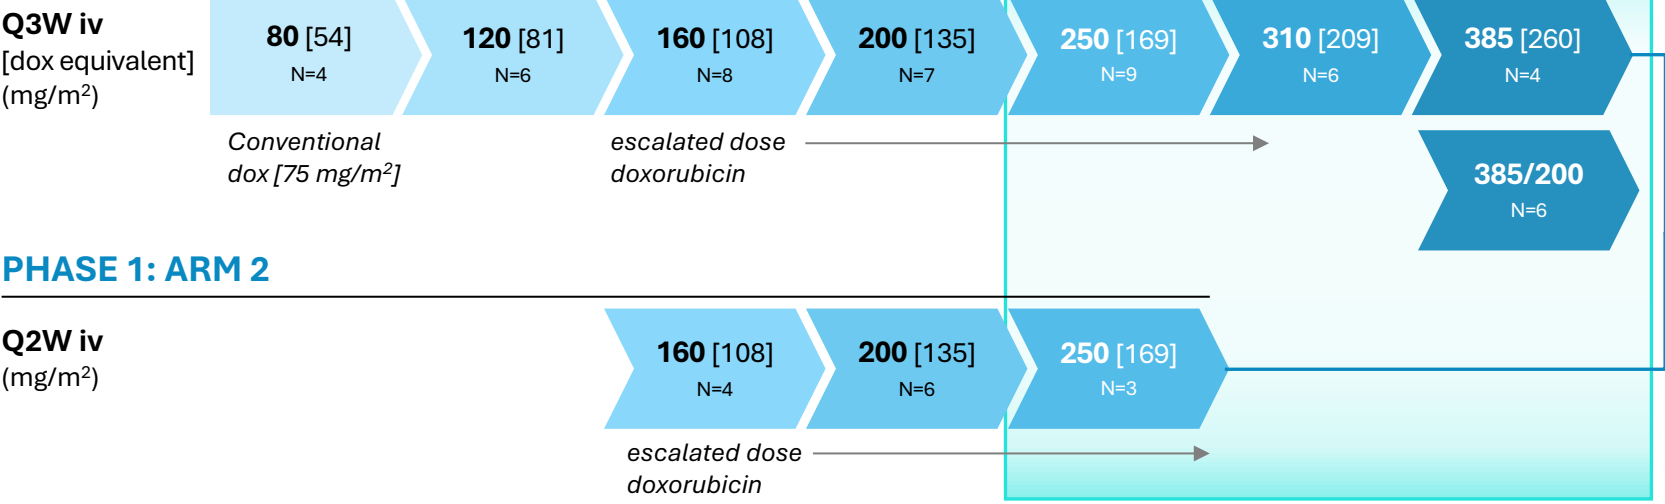 Q3W iv
[dox equivalent]
(mg/m²)
80 [54]
N=4
120 [81]
N=6
160 [108]
N=8
200 [135]
N=7
250 [169]
N=9
310 [209]
N=6
385 [260]
N=4
Conventional
dox [75 mg/m²]
escalated dose
doxorubicin
385/200
N=6
PHASE 1: ARM 2
Q2W iv
(mg/m²)
160 [108]
N=4
200 [135]
N=6
250 [169]
N=3
escalated dose
doxorubicin